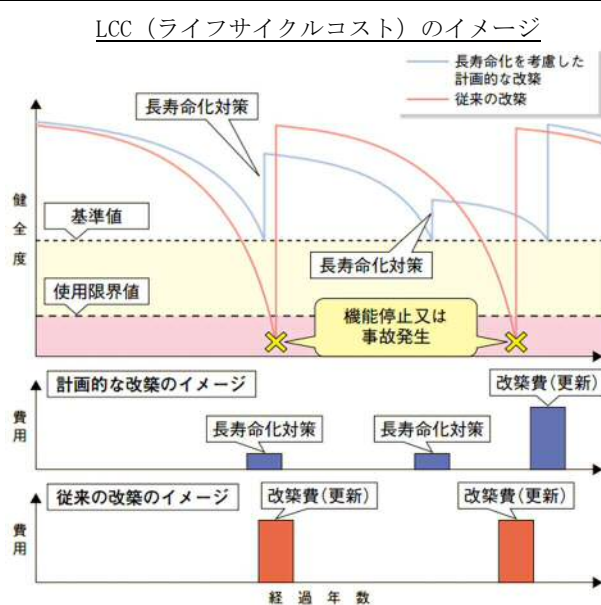 LCC（ライフサイクルコスト）のイメージ
長寿命化を考慮した
計画的な改築
従来の改築
長寿命化対策
健全度
基準値
長寿命化対策
使用限界値
機能停止又は
事故発生
計画的な改築のイメージ
改築費(更新)
費用
長寿命化対策
長寿命化対策
従来の改築のイメージ
改築費(更新)
改築費(更新)
費用
経過年数